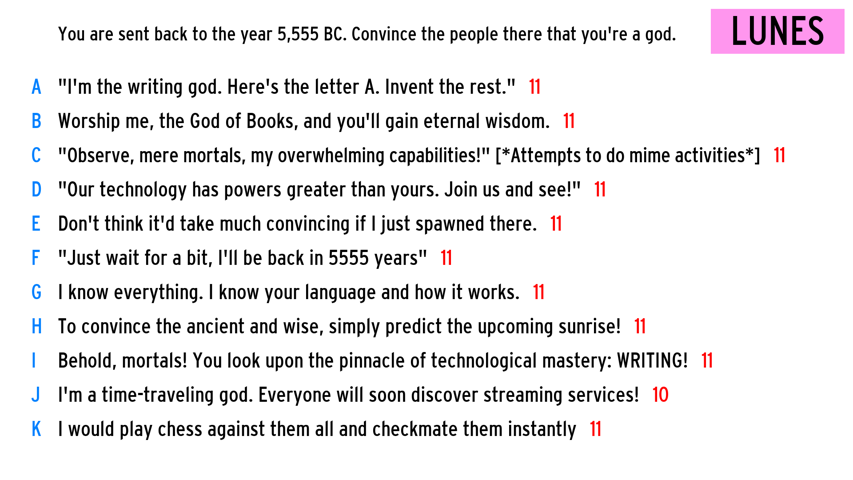 You are sent back to the year 5,555 BC. Convince the people there that you're a god.
LUNES
A "I'm the writing god. Here's the letter A. Invent the rest." 11
B Worship me, the God of Books, and you'll gain eternal wisdom. 11
C "Observe, mere mortals, my overwhelming capabilities!" [*Attempts to do mime activities*] 11
D "Our technology has powers greater than yours. Join us and see!" 11
E Don't think it'd take much convincing if I just spawned there. 11
F "Just wait for a bit, I'll be back in 5555 years" 11
G I know everything. I know your language and how it works. 11
H To convince the ancient and wise, simply predict the upcoming sunrise! 11
I Behold, mortals! You look upon the pinnacle of technological mastery: WRITING! 11
J I'm a time-traveling god. Everyone will soon discover streaming services! 10
K I would play chess against them all and checkmate them instantly 11